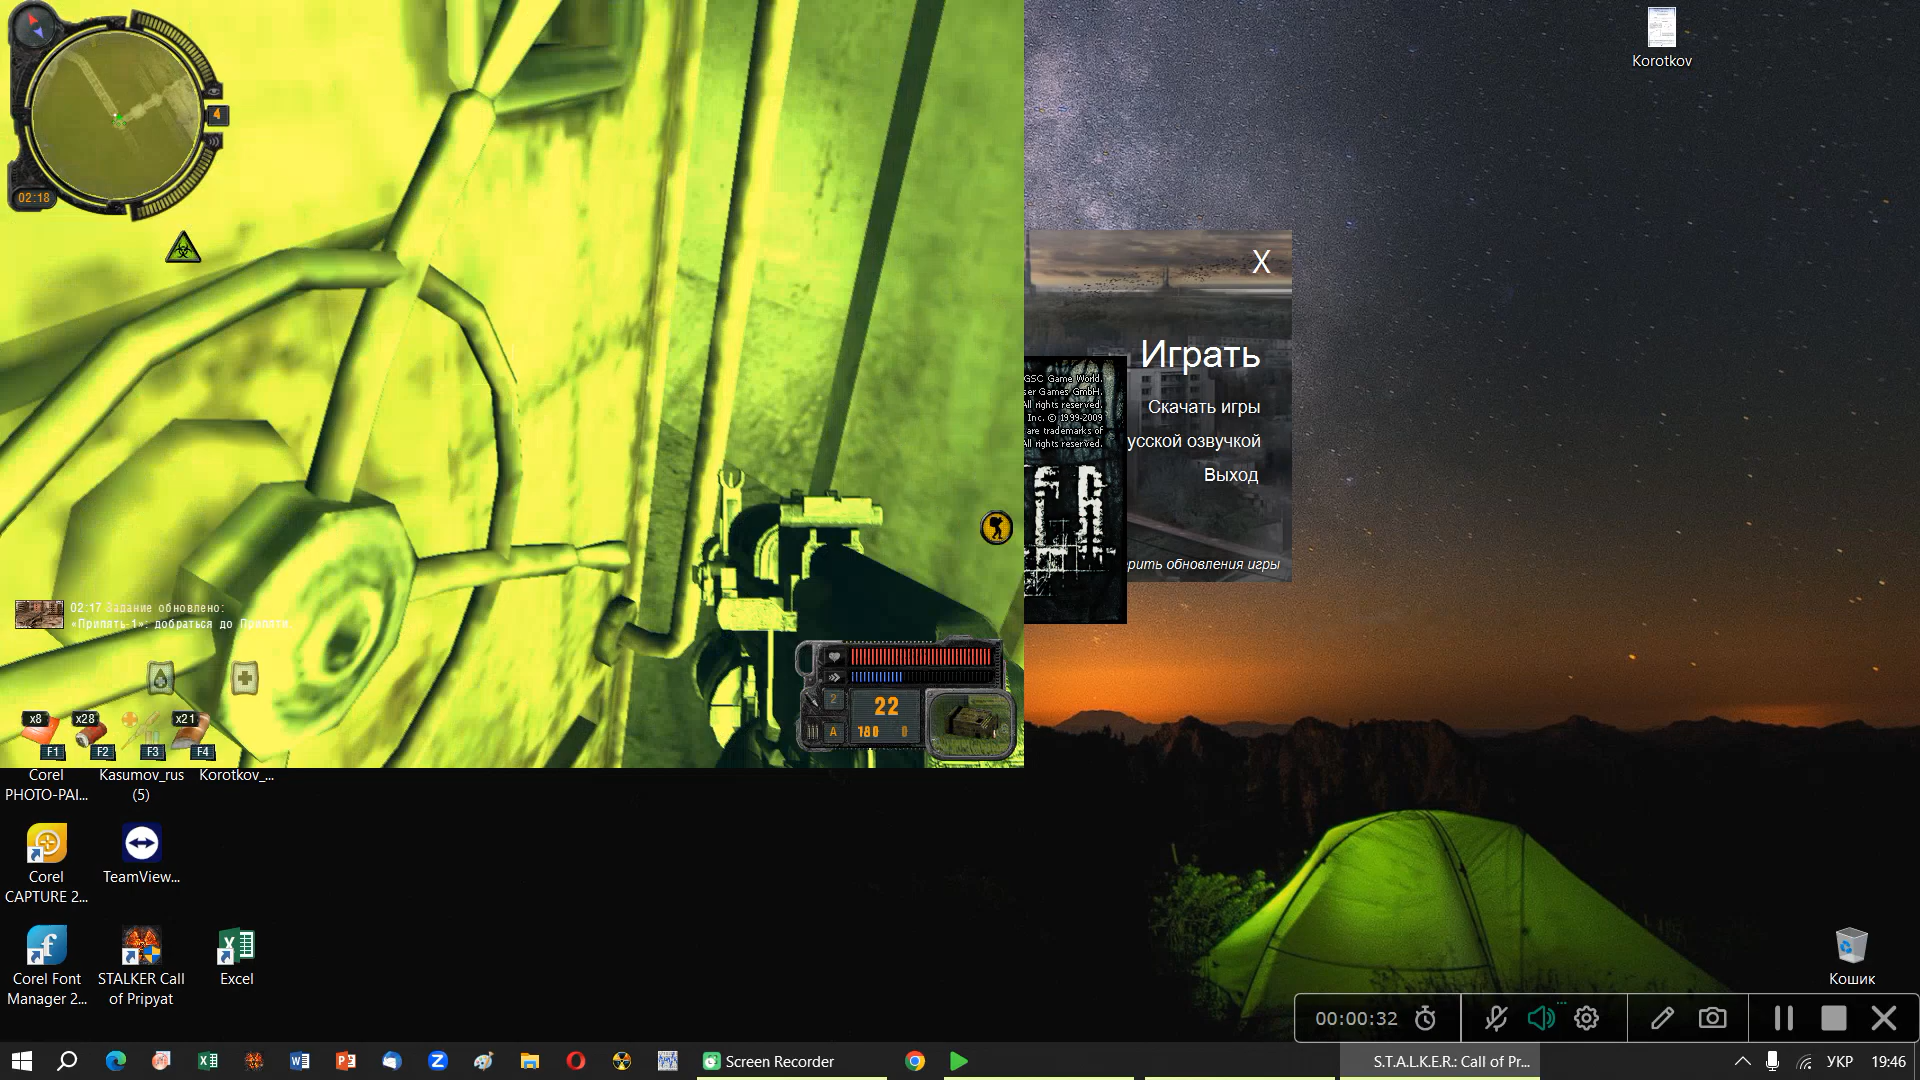 Korotkov
4
02:18
X
Играть
GSC Game World.
ser Games GmbH.
All rights reserved.
Inc. © 1999-2009
are trademarks of
All rights reserved.
Скачать игры
усской озвучкой
Выход
рить обновления игры
02:17 Задание обновлено:
«Припять-1»: добраться до Припяти.
x8
x28
x21
F1
F2
F3
F4
2
22
A
180
0
Corel
PHOTO-PAI...
Kasumov_rus
(5)
Korotkov_...
Corel
CAPTURE 2...
TeamView...
Corel Font
Manager 2...
STALKER Call
of Pripyat
Excel
Кошик
00:00:32
Screen Recorder
S.T.A.L.K.E.R.: Call of Pr...
УКР
19:46